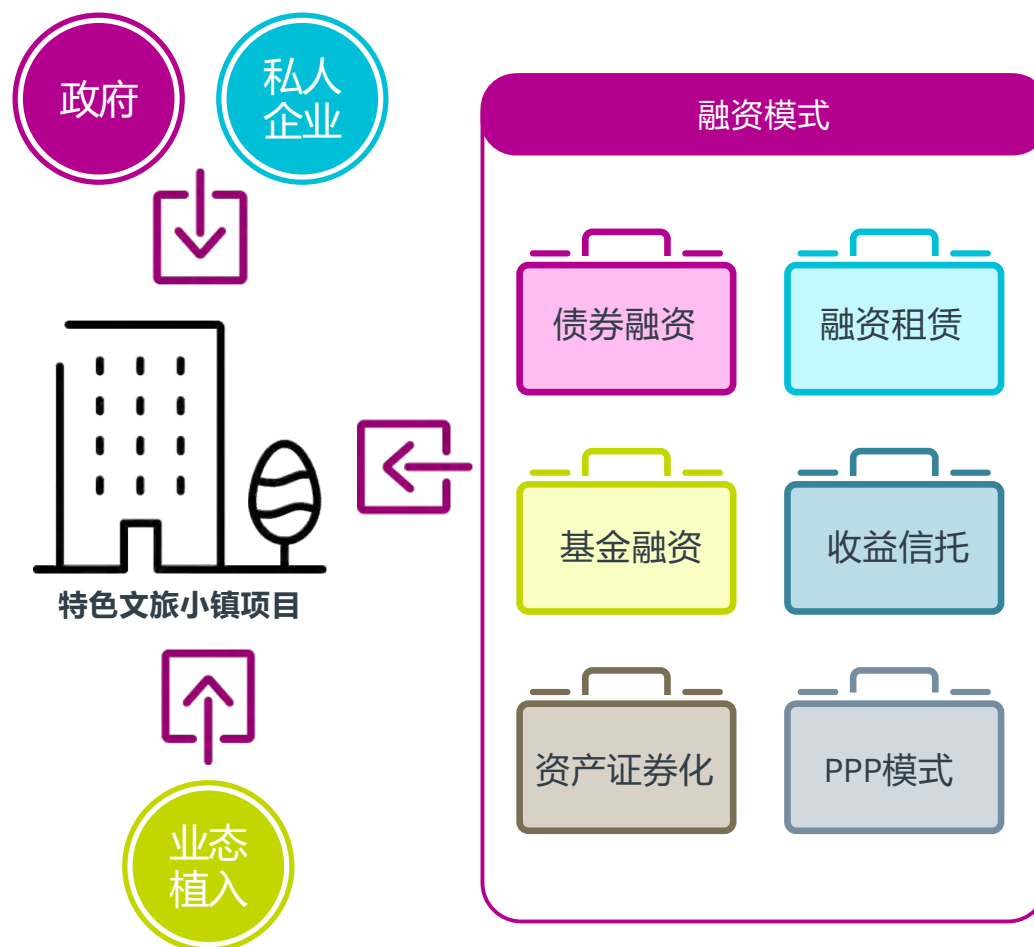 政府
私人
企业
融资模式
债券融资
融资租赁
基金融资
收益信托
特色文旅小镇项目
资产证券化
PPP模式
业态
植入